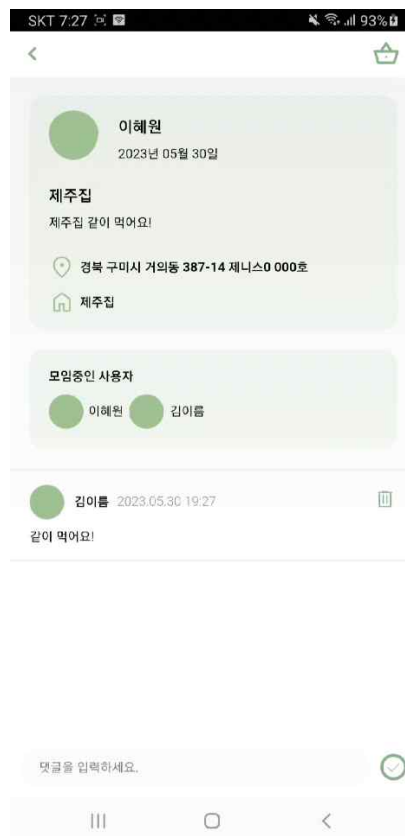 SKT 7:27 93%
이혜원
2023년 05월 30일
제주집
제주집 같이 먹어요!
경북 구미시 거의동 387-14 제니스0 000호
제주집
모임중인 사용자
이혜원 김이름
김이름 2023.05.30 19:27
같이 먹어요!
댓글을 입력하세요.